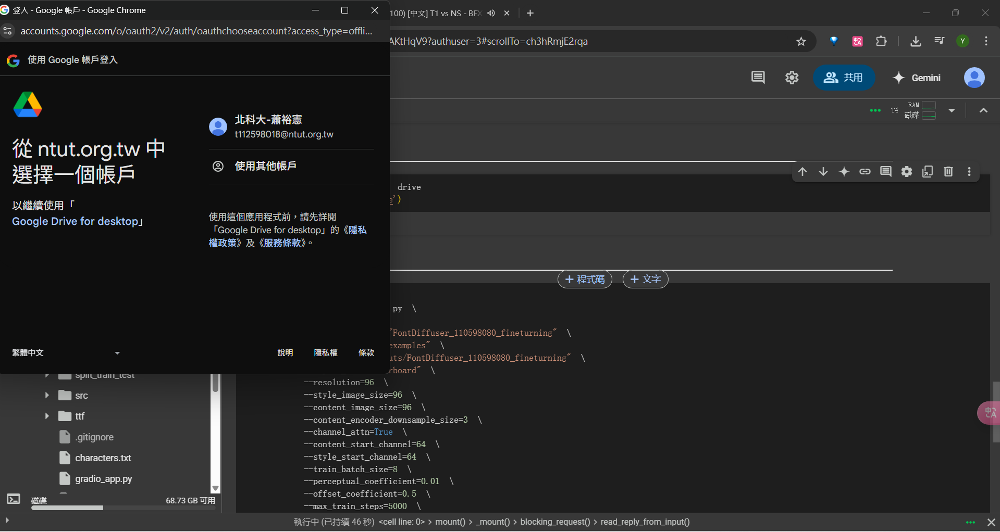 登入 - Google 帳戶 - Google Chrome
100) [中文] T1 vs NS - BFX
accounts.google.com/o/oauth2/v2/auth/oauthchooseaccount?access_type=offli...
AKtHqV9?authuser=3#scrollTo=ch3hRmjE2rqa
Y
使用 Google 帳戶登入
共用
Gemini
T4
RAM
磁碟
從 ntut.org.tw 中
選擇一個帳戶
以繼續使用「
Google Drive for desktop」
北科大-蕭裕憲
t112598018@ntut.org.tw
使用其他帳戶
使用這個應用程式前，請先詳閱
「Google Drive for desktop」的《隱私
權政策》及《服務條款》。
繁體中文
說明
隱私權
條款
drive
e')
+ 程式碼
+ 文字
.py \
"FontDiffuser_110598080_fineturning" \
examples" \
uts/FontDiffuser_110598080_fineturning" \
rboard" \
--resolution=96 \
--style_image_size=96 \
--content_image_size=96 \
--content_encoder_downsample_size=3 \
--channel_attn=True \
--content_start_channel=64 \
--style_start_channel=64 \
--train_batch_size=8 \
--perceptual_coefficient=0.01 \
--offset_coefficient=0.5 \
--max_train_steps=5000 \
split_train_test
src
ttf
.gitignore
characters.txt
gradio_app.py
磁碟
68.73 GB 可用
執行中 (已持續 46 秒) <cell line: 0> > mount() > _mount() > blocking_request() > read_reply_from_input()